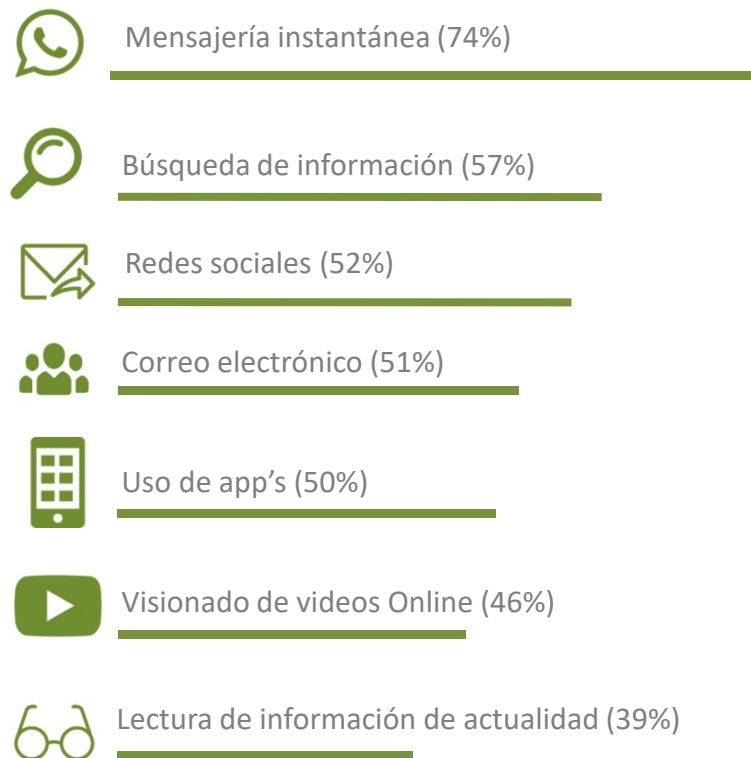 Mensajería instantánea (74%)
Búsqueda de información (57%)
Redes sociales (52%)
Correo electrónico (51%)
Uso de app’s (50%)
Visionado de videos Online (46%)
Lectura de información de actualidad (39%)